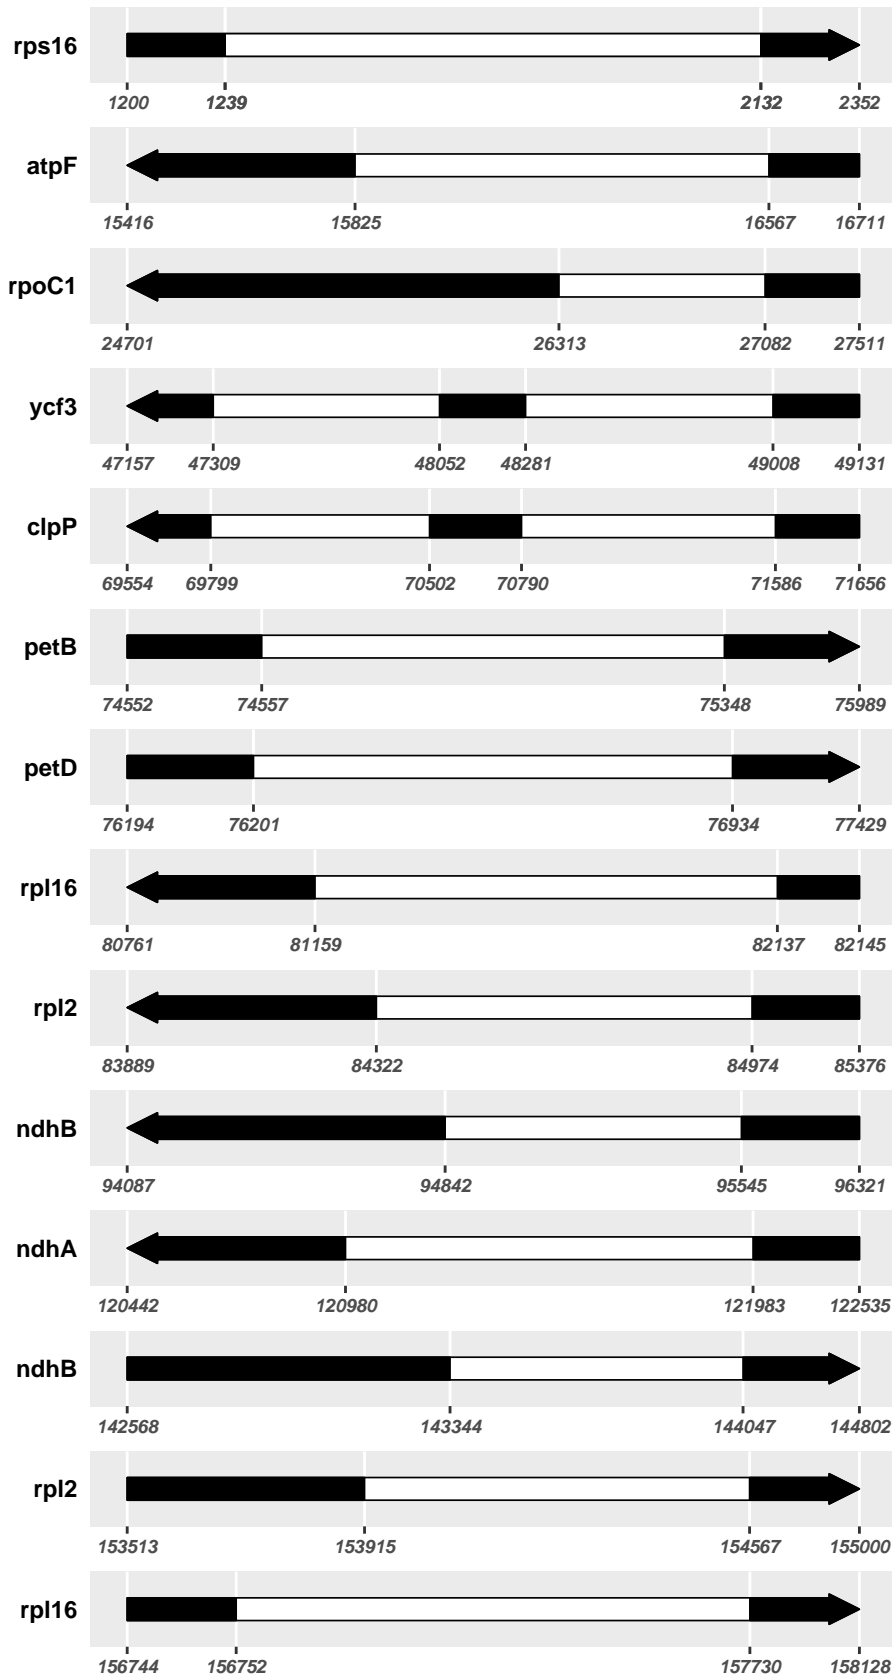 rps16
1200 1239 2132 2352
atpF
15416 15825 16567 16711
rpoC1
24701 26313 27082 27511
ycf3
47157 47309 48052 48281 49008 49131
clpP
69554 69799 70502 70790 71586 71656
petB
74552 74557 75348 75989
petD
76194 76201 76934 77429
rpl16
80761 81159 82137 82145
rpl2
83889 84322 84974 85376
ndhB
94087 94842 95545 96321
ndhA
120442 120980 121983 122535
ndhB
142568 143344 144047 144802
rpl2
153513 153915 154567 155000
rpl16
156744 156752 157730 158128